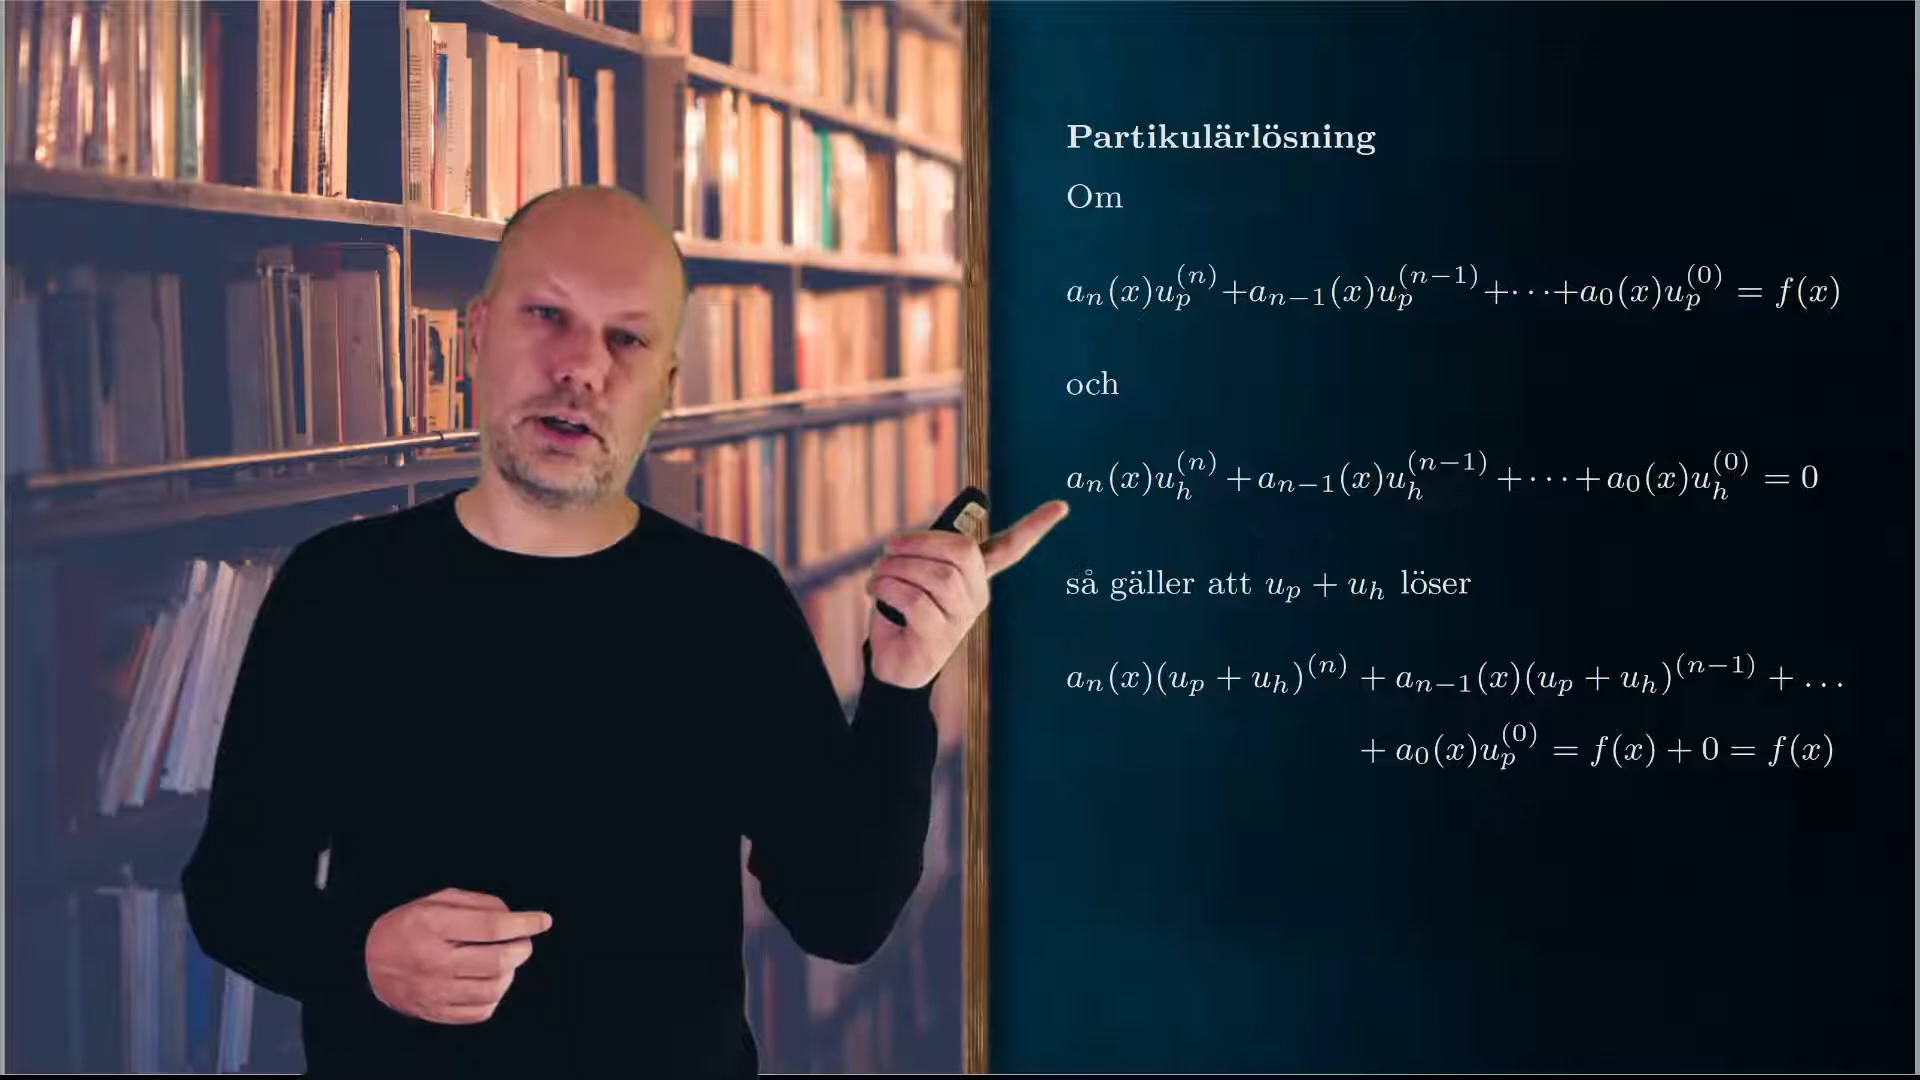 Partikulärlösning
Om
a_n(x)u_p^{(n)}+a_{n-1}(x)u_p^{(n-1)}+···+a_0(x)u_p^{(0)} = f(x)
och
a_n(x)u_h^{(n)}+a_{n-1}(x)u_h^{(n-1)}+···+a_0(x)u_h^{(0)} = 0
så gäller att u_p + u_h löser
a_n(x)(u_p + u_h)^{(n)} + a_{n-1}(x)(u_p + u_h)^{(n-1)} + ...
+ a_0(x)u_p^{(0)} = f(x) + 0 = f(x)